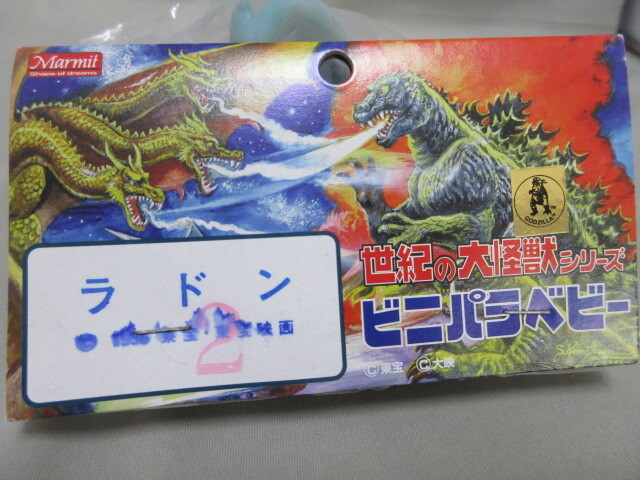 Marmit
Shape of dreams
GODZILLA
世紀の大怪獣シリーズ
ビニパラベビー
ラドン
東宝映画
2
©東宝 ©大映